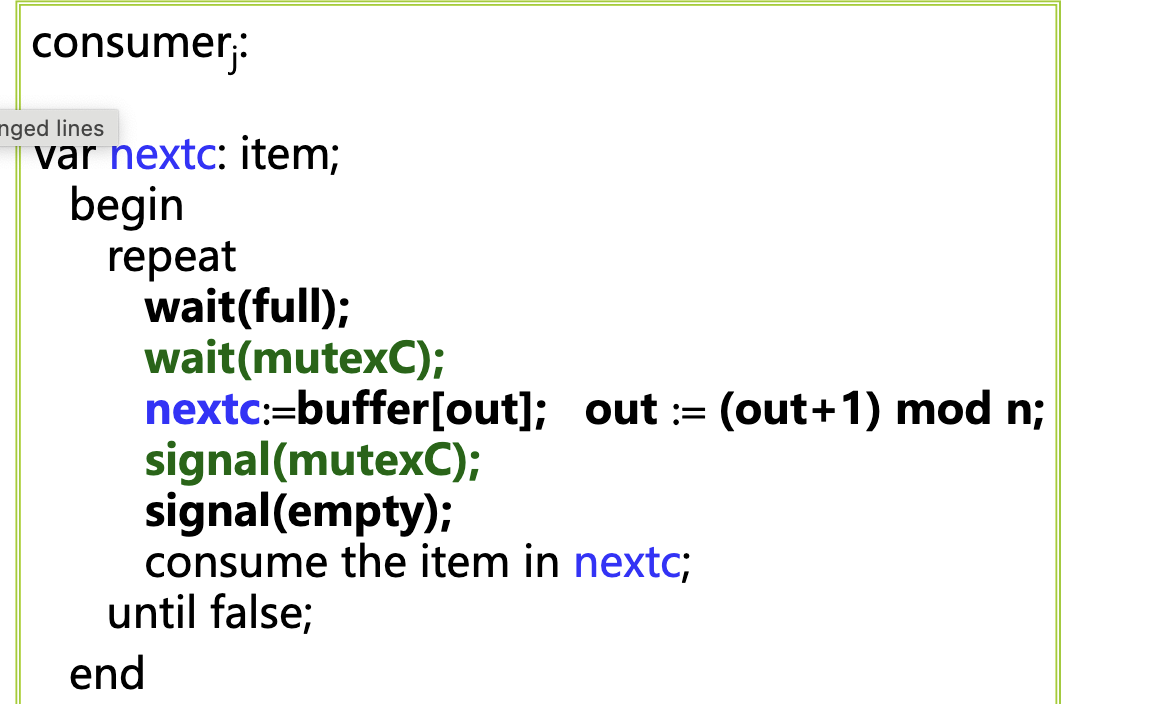 consumerj:
nged lines
var nextc: item;
begin
repeat
wait(full);
wait(mutexC);
nextc:=buffer[out];   out := (out+1) mod n;
signal(mutexC);
signal(empty);
consume the item in nextc;
until false;
end